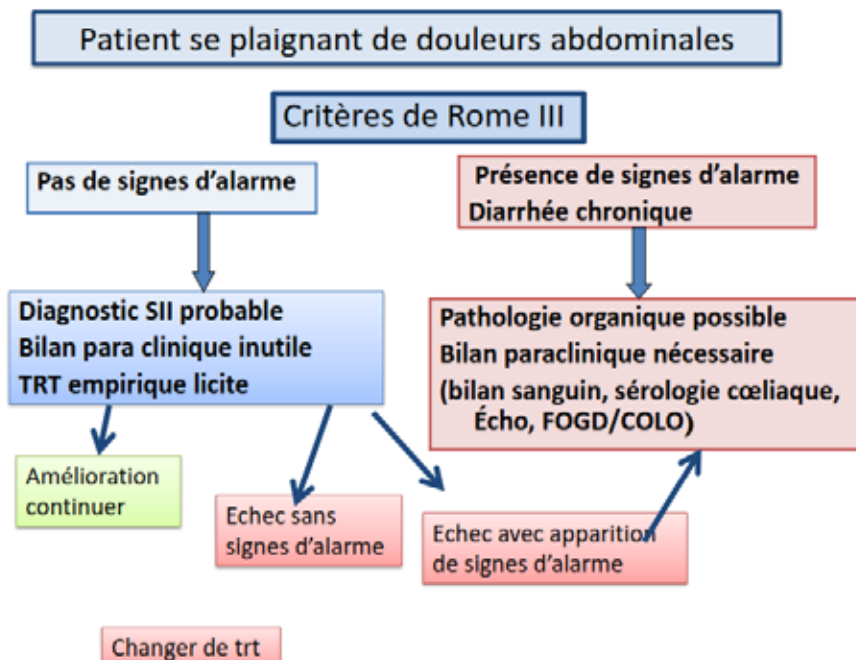 Patient se plaignant de douleurs abdominales
Critères de Rome III
Pas de signes d'alarme
Présence de signes d'alarme
Diarrhée chronique
Diagnostic SII probable
Bilan para clinique inutile
TRT empirique licite
Pathologie organique possible
Bilan paraclinique nécessaire
(bilan sanguin, sérologie cœliaque,
Écho, FOGD/COLO)
Amélioration
continuer
Echec sans
signes d'alarme
Echec avec apparition
de signes d'alarme
Changer de trt